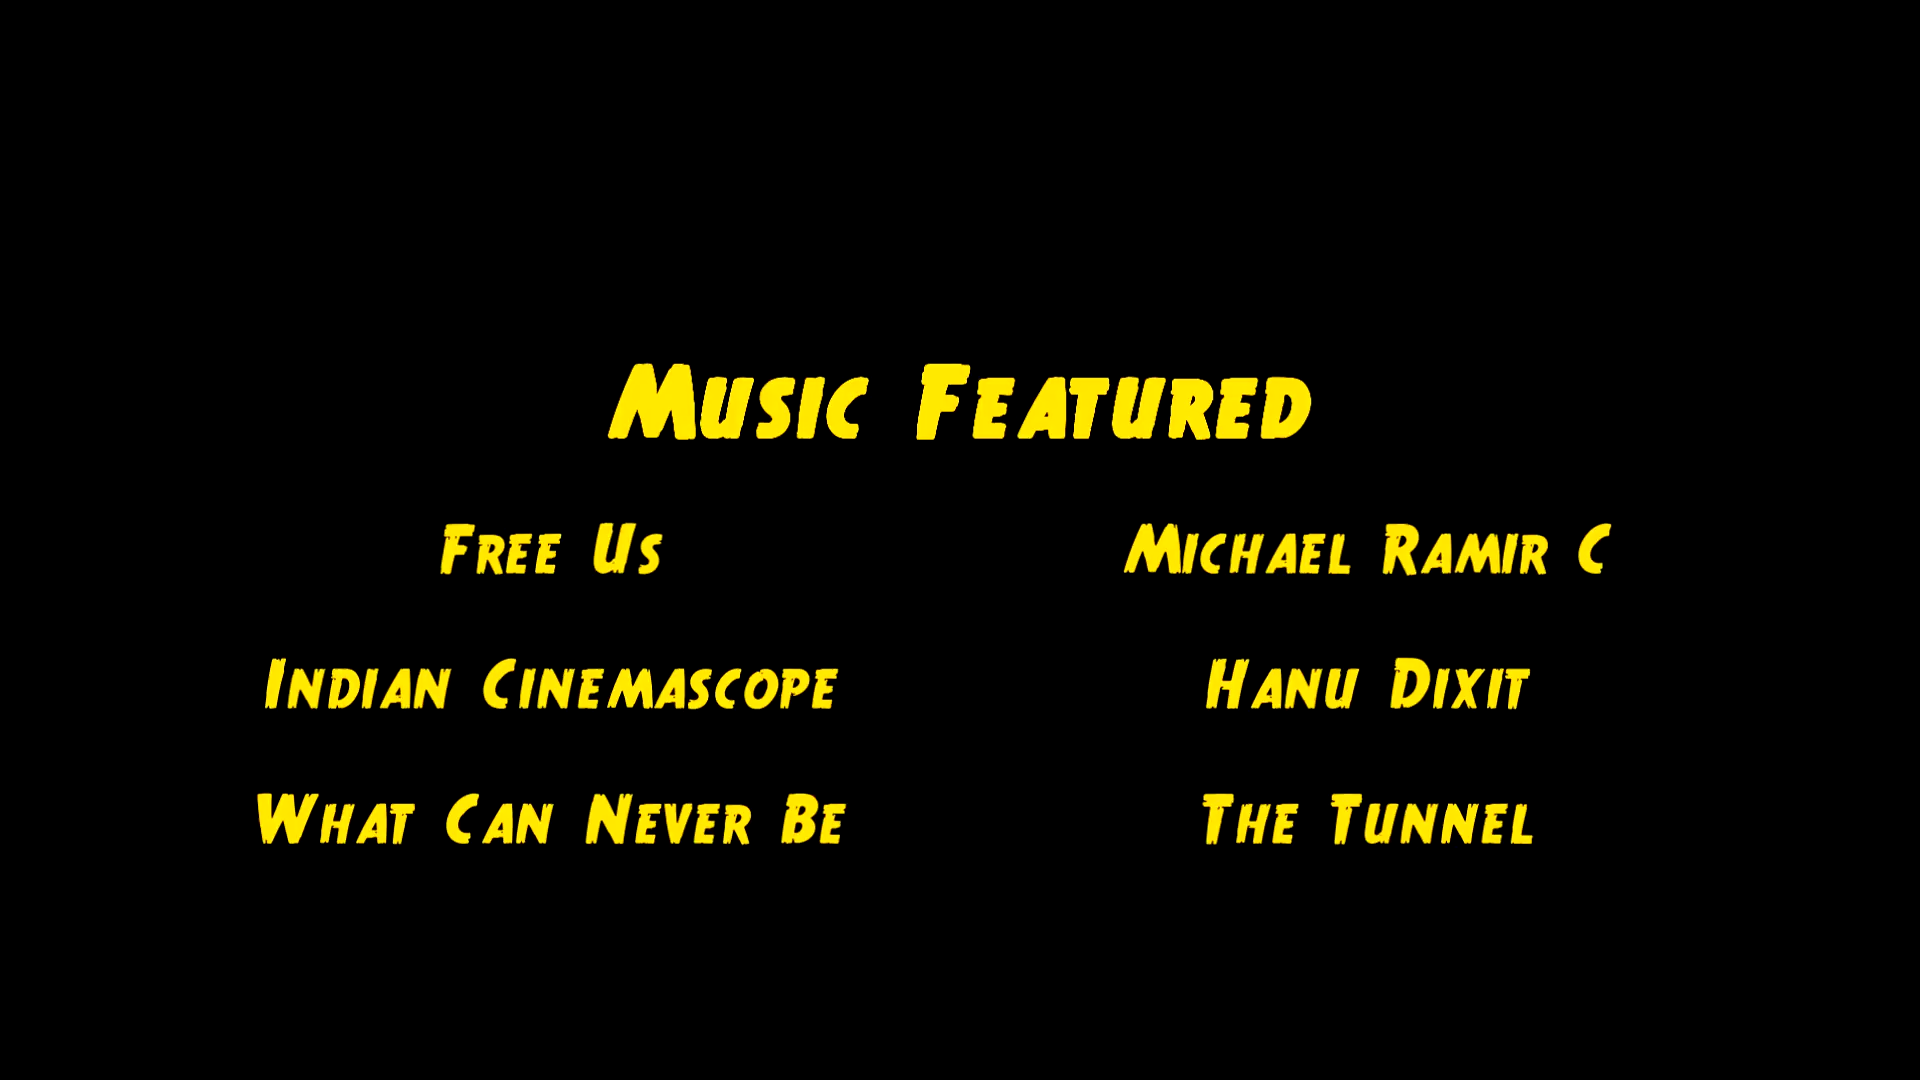 Music Featured
Free Us Michael Ramir C
Indian Cinemascope Hanu Dixit
What Can Never Be The Tunnel